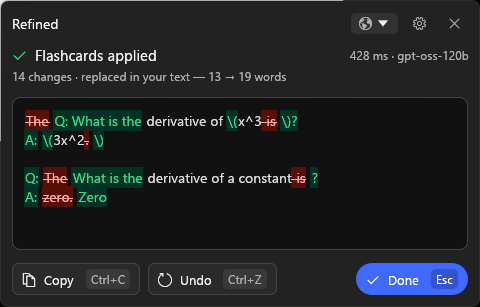 Refined
Flashcards applied
428 ms · gpt-oss-120b
14 changes · replaced in your text — 13 → 19 words
The Q: What is the derivative of \(x^3 is \)?
A: \(3x^2. \)
Q: The What is the derivative of a constant is ?
A: zero. Zero
Copy Ctrl+C Undo Ctrl+Z Done Esc